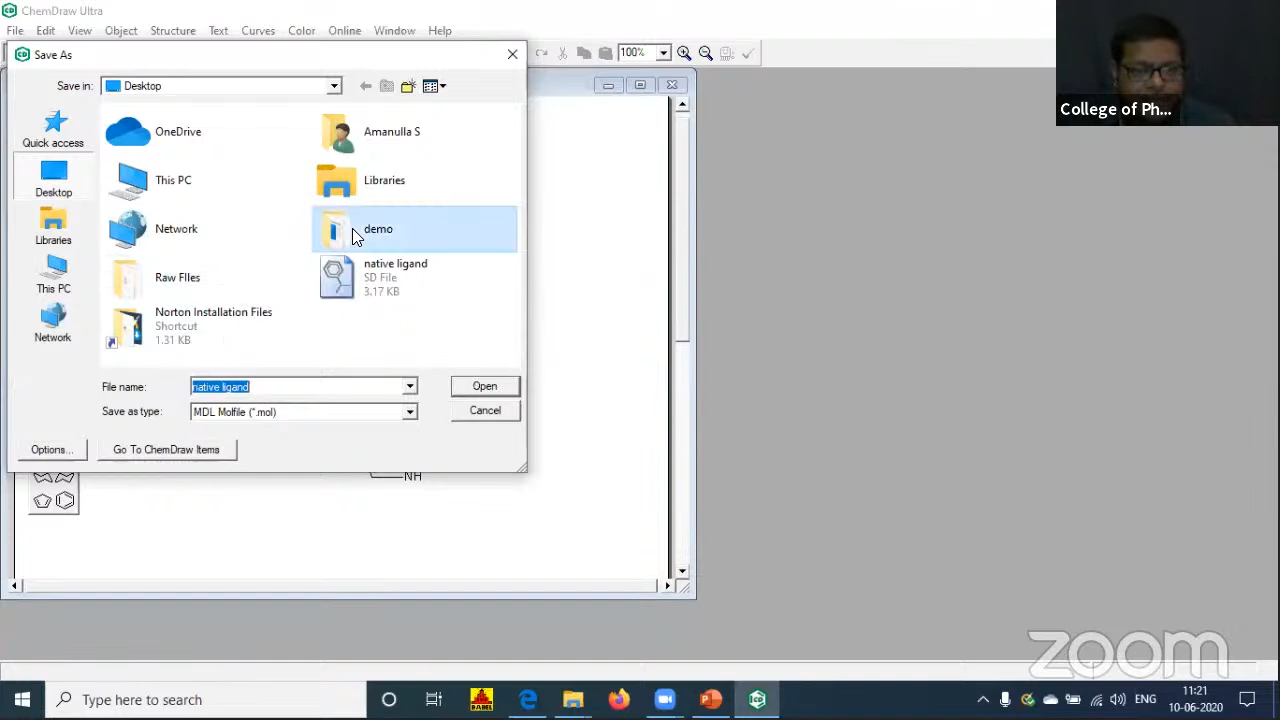 ChemDraw Ultra
File Edit View Object Structure Text Curves Color Online Window Help
Save As
100%
Save in: Desktop
Quick access
Desktop
Libraries
This PC
Network
OneDrive
Amanulla S
This PC
Libraries
Network
demo
Raw FIles
native ligand
SD File
3.17 KB
Norton Installation Files
Shortcut
1.31 KB
File name: native ligand Open
Save as type: MDL Molfile (*.mol) Cancel
Options... Go To ChemDraw Items
NH
College of Ph...
zoom
Type here to search
BABEL
ENG
11:21
10-06-2020